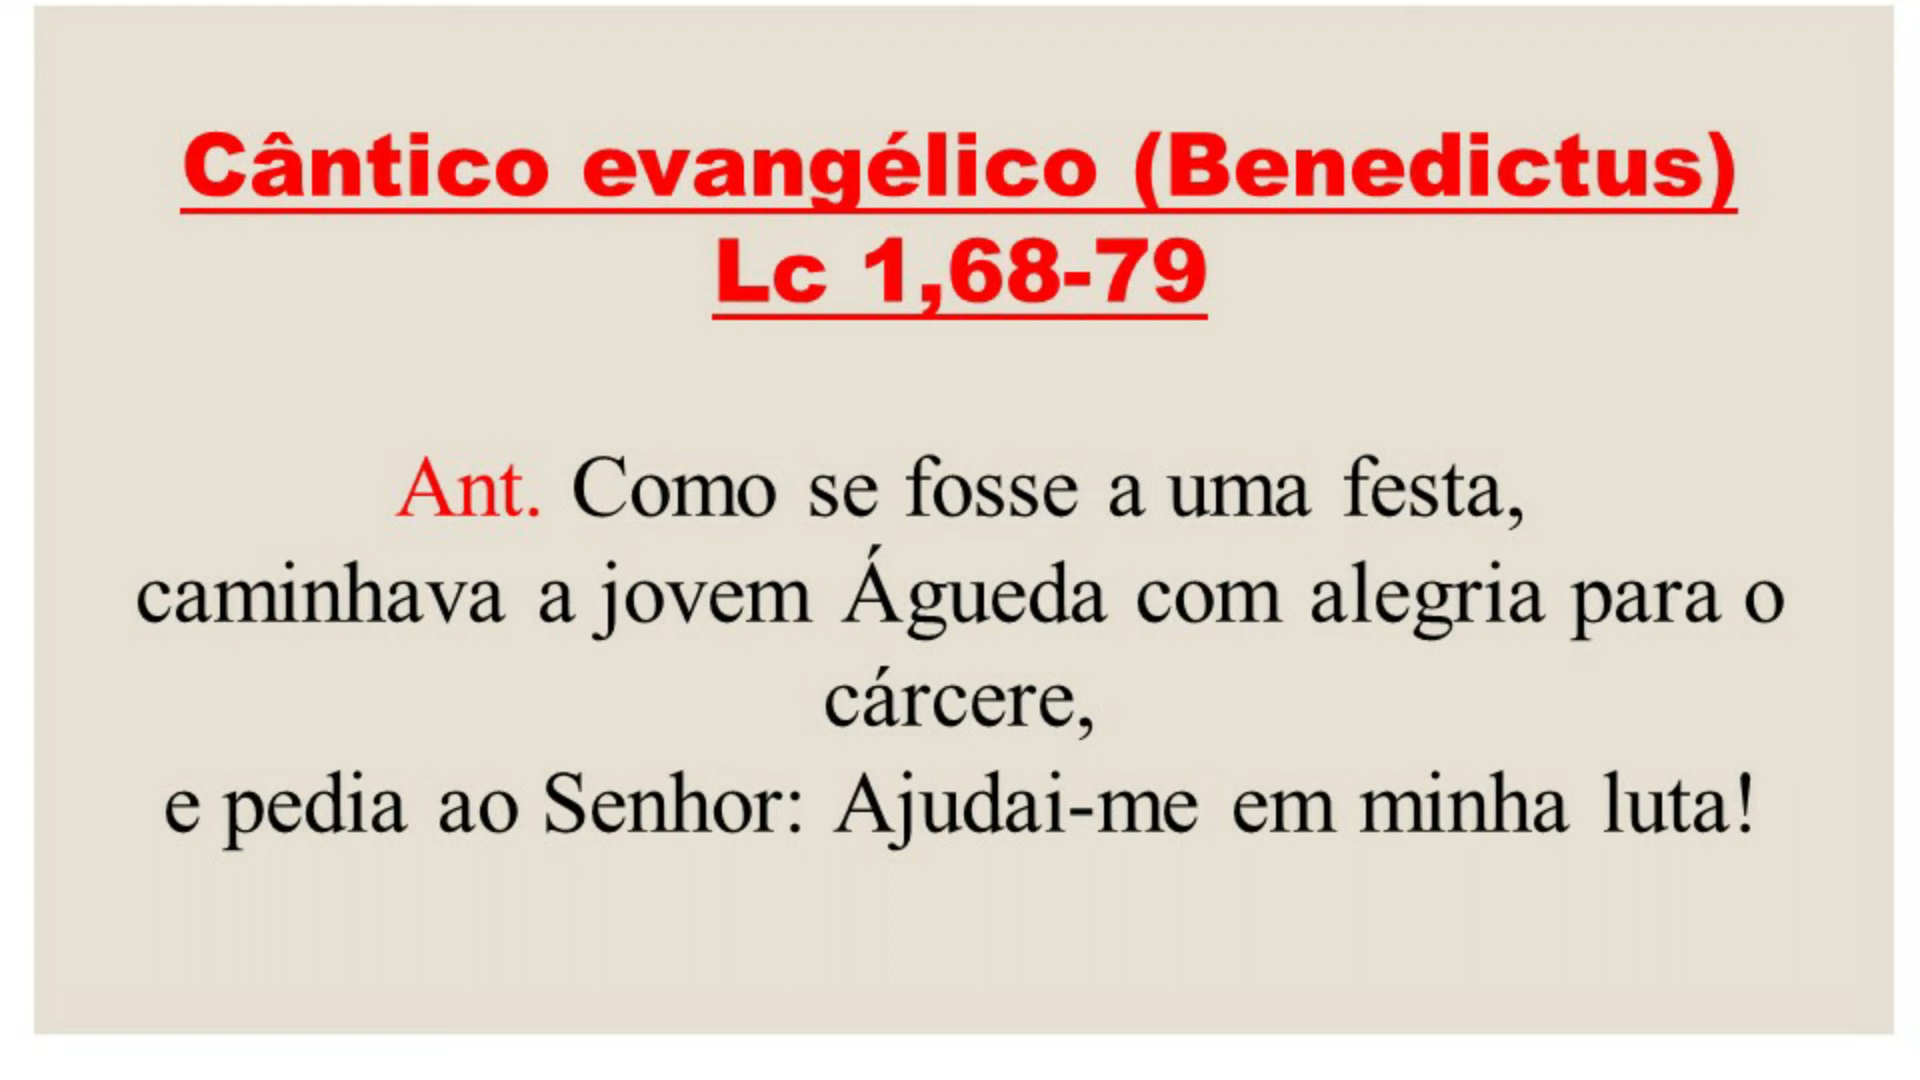 Cântico evangélico (Benedictus)
Lc 1,68-79
Ant. Como se fosse a uma festa,
caminhava a jovem Águeda com alegria para o
cárcere,
e pedia ao Senhor: Ajudai-me em minha luta!